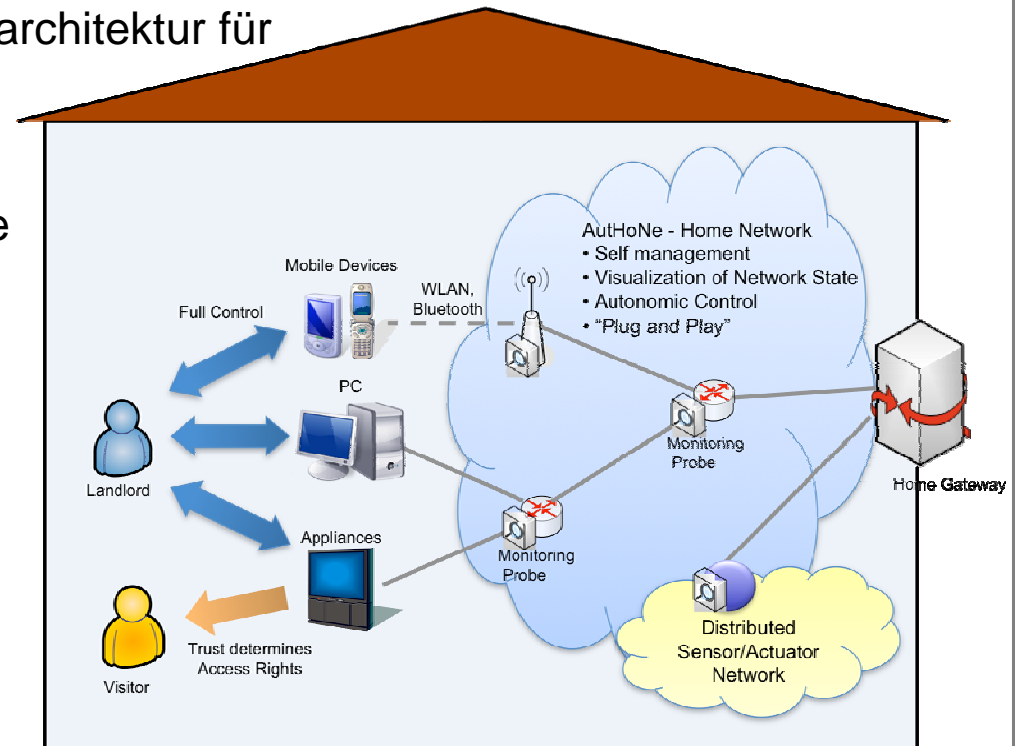 architektur für
e
AutHoNe - Home Network
• Self management
• Visualization of Network State
• Autonomic Control
• “Plug and Play”
Mobile Devices
WLAN,
Bluetooth
Full Control
PC
Landlord
Monitoring
Probe
Home Gateway
Appliances
Monitoring
Probe
Trust determines
Access Rights
Visitor
Distributed
Sensor/Actuator
Network